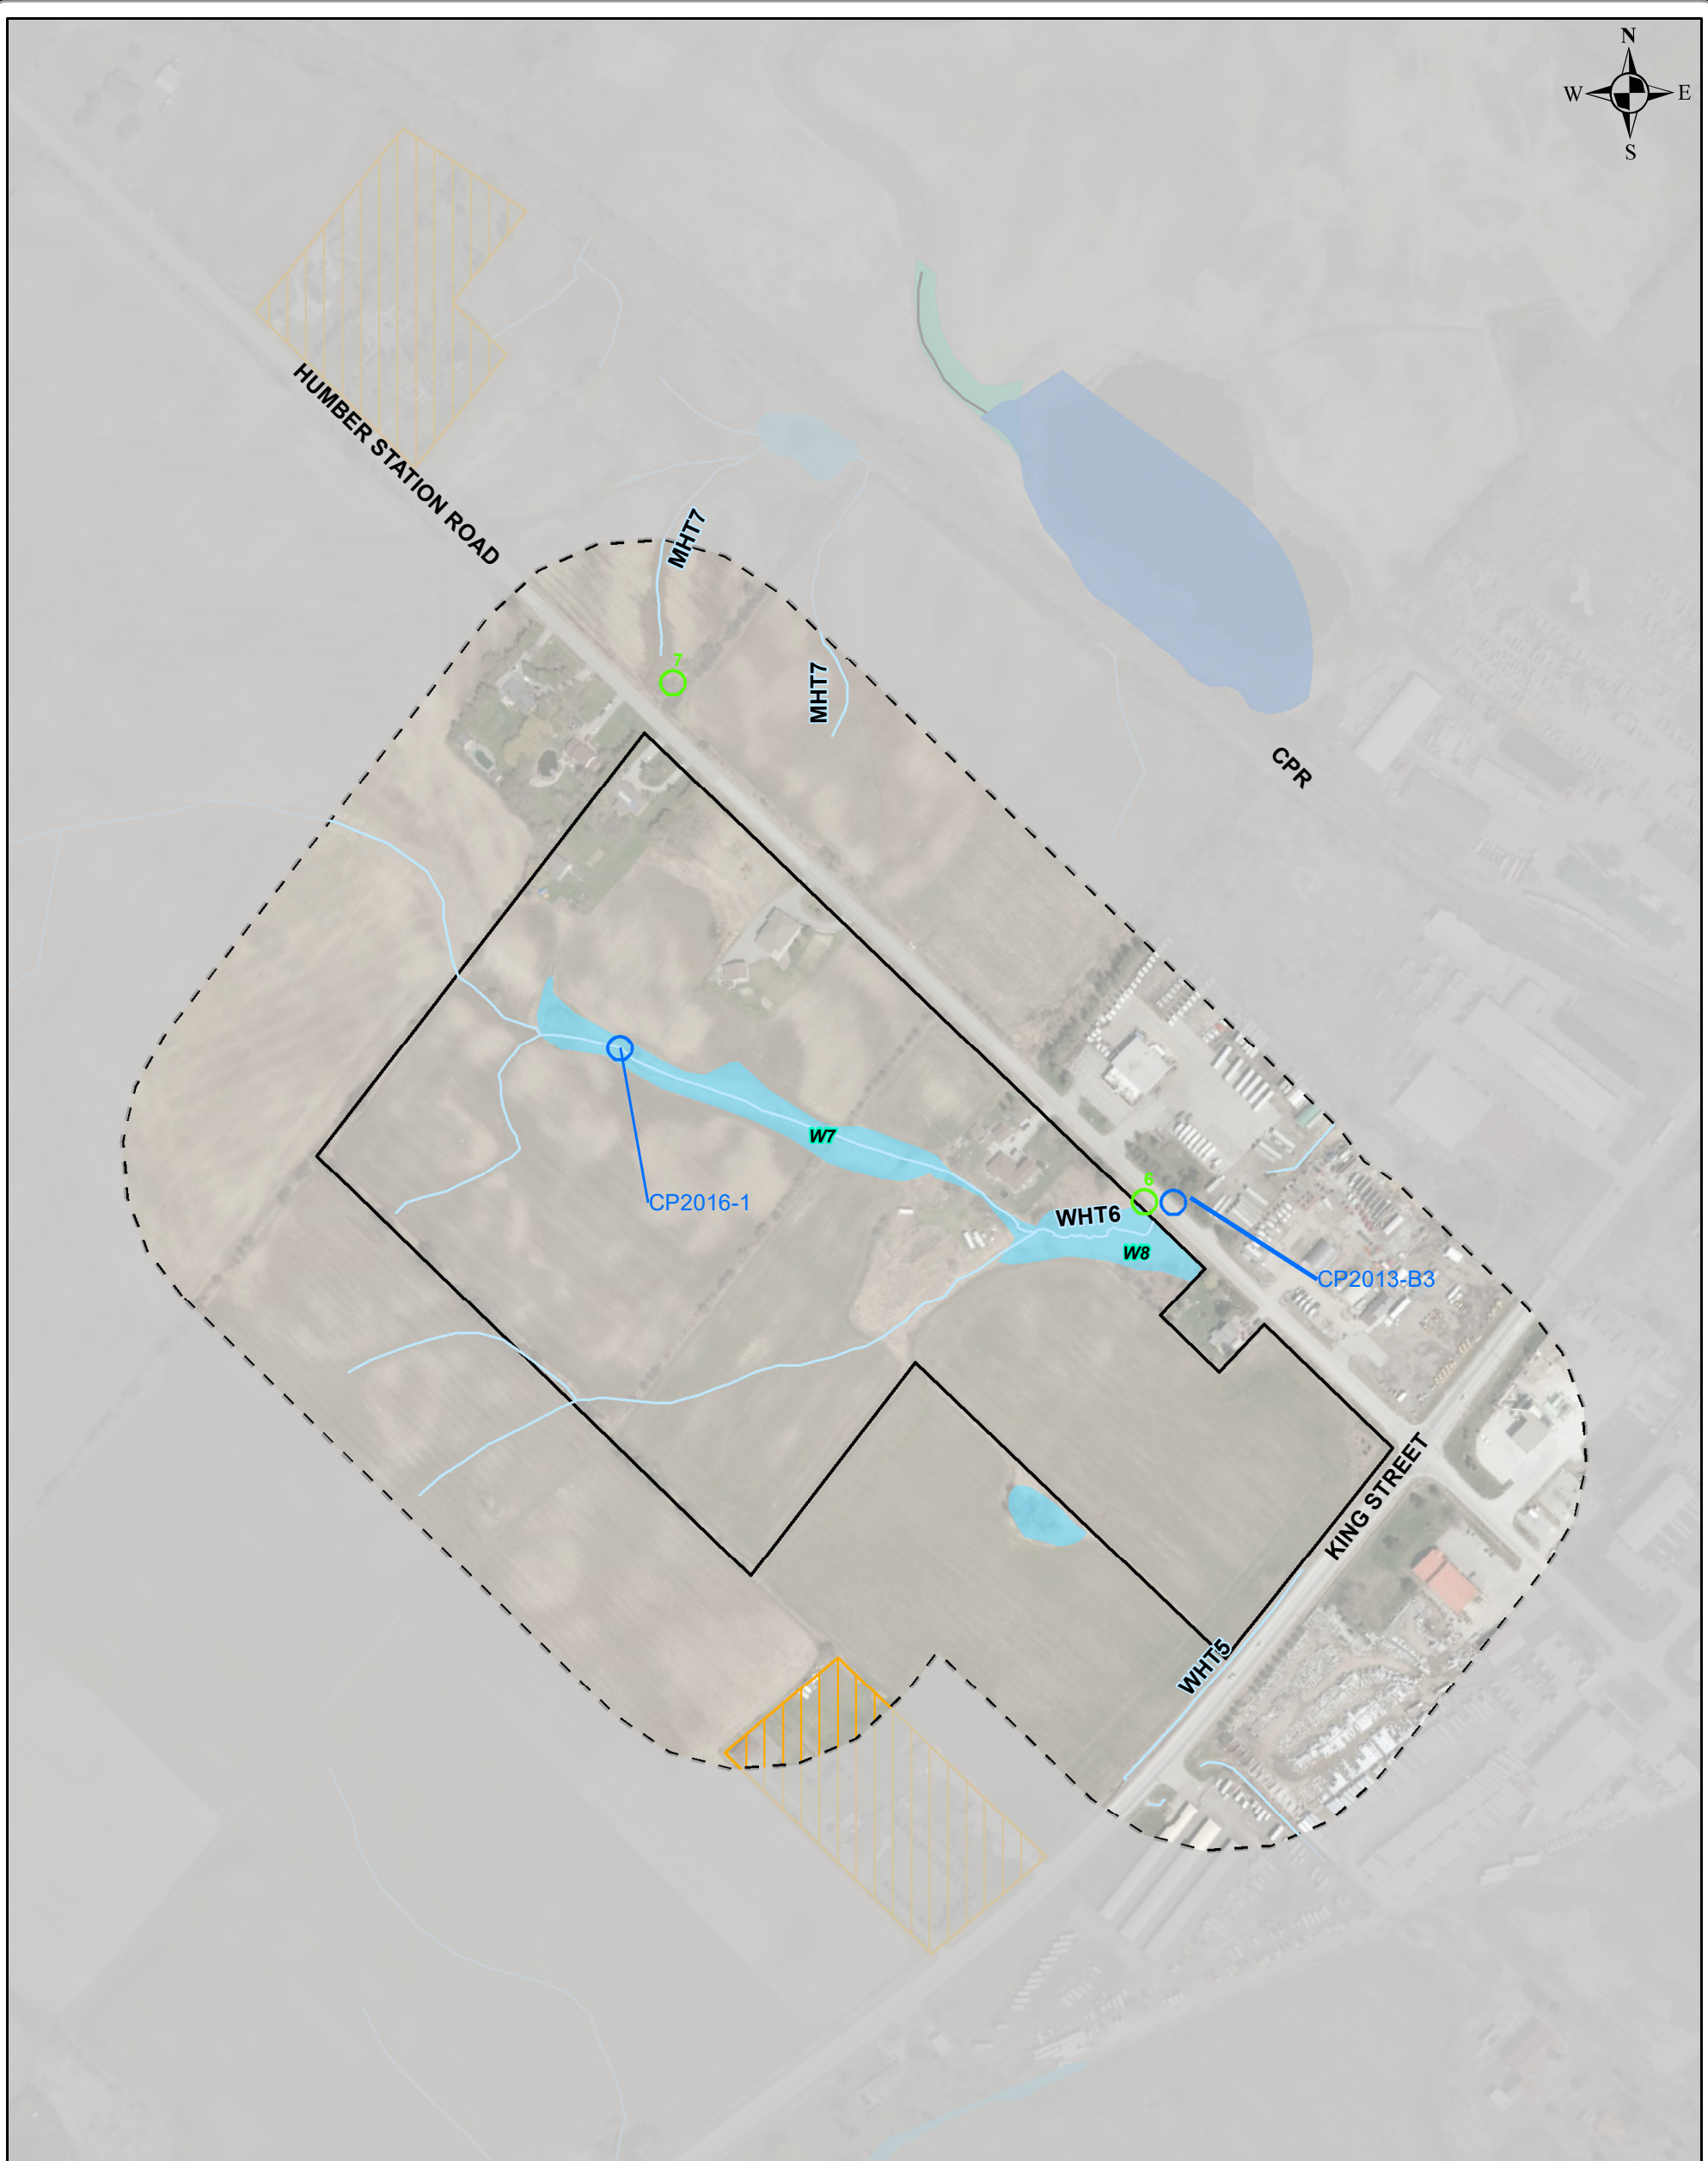 N
W
E
S
HUMBER STATION ROAD
MHT7
7
MHT7
CPR
W7
6
CP2016-1
WHT6
W8
CP2013-B3
KING STREET
WHT5